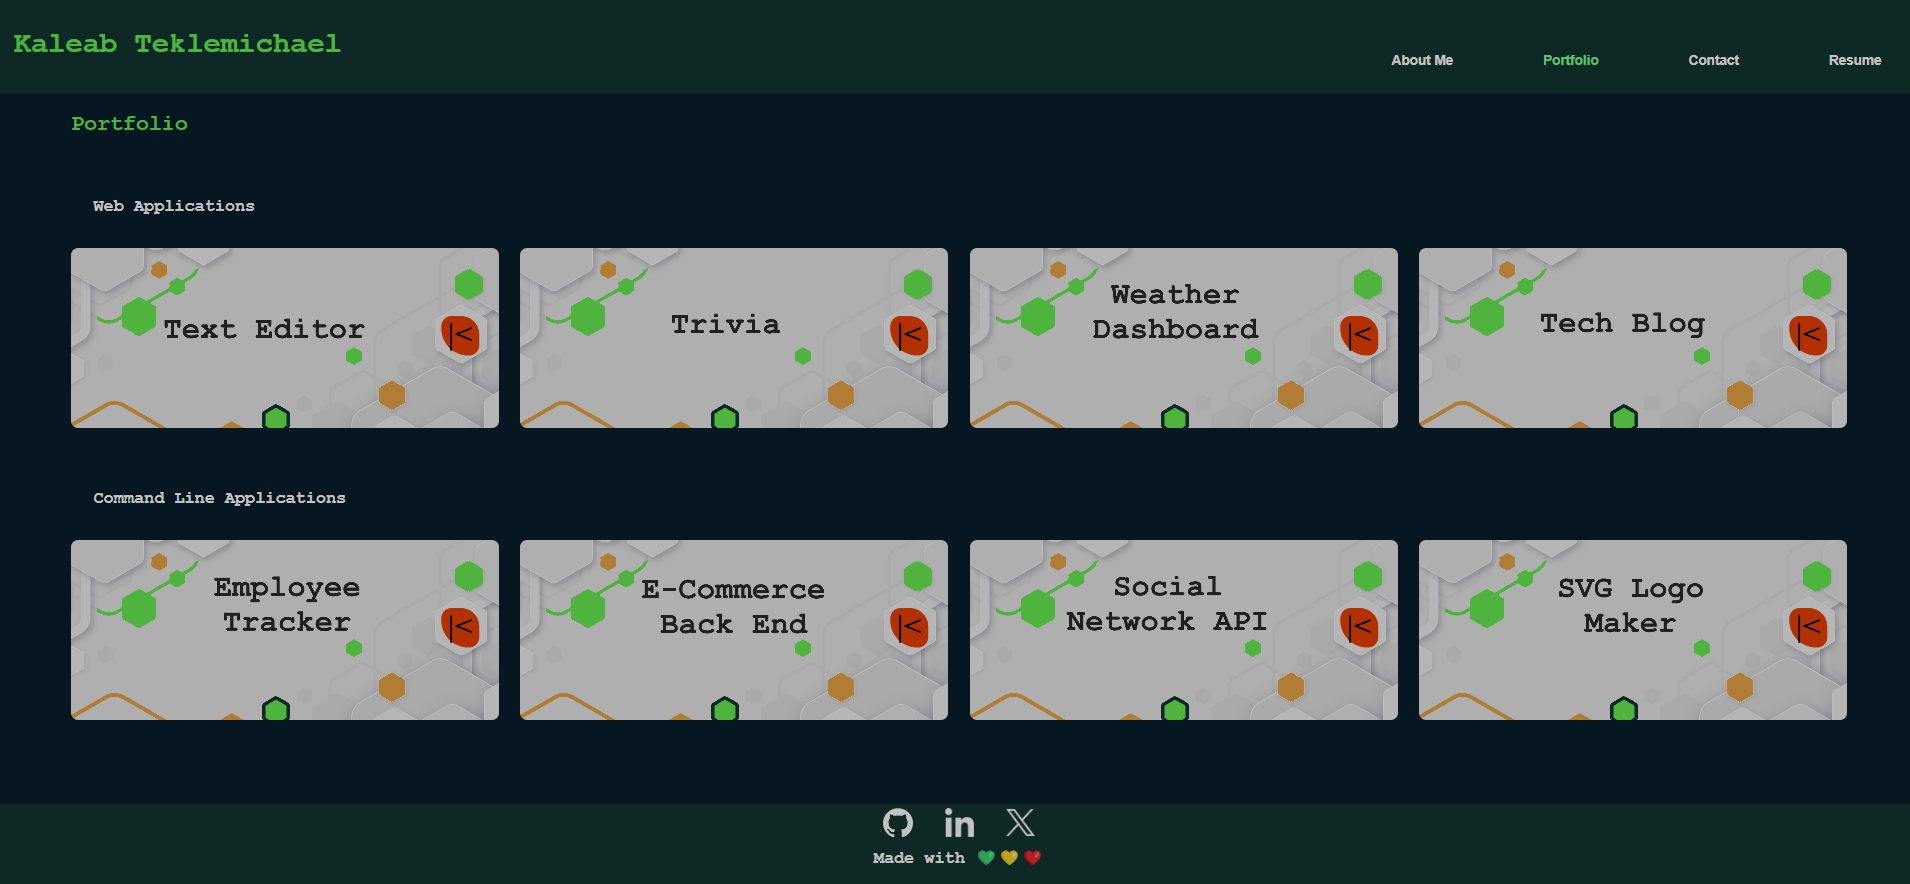 Kaleab Teklemichael
About Me
Portfolio
Contact
Resume
Portfolio
Web Applications
Text Editor
Trivia
Weather
Dashboard
Tech Blog
Command Line Applications
Employee
Tracker
E-Commerce
Back End
Social
Network API
SVG Logo
Maker
in
Made with 💚💛❤️